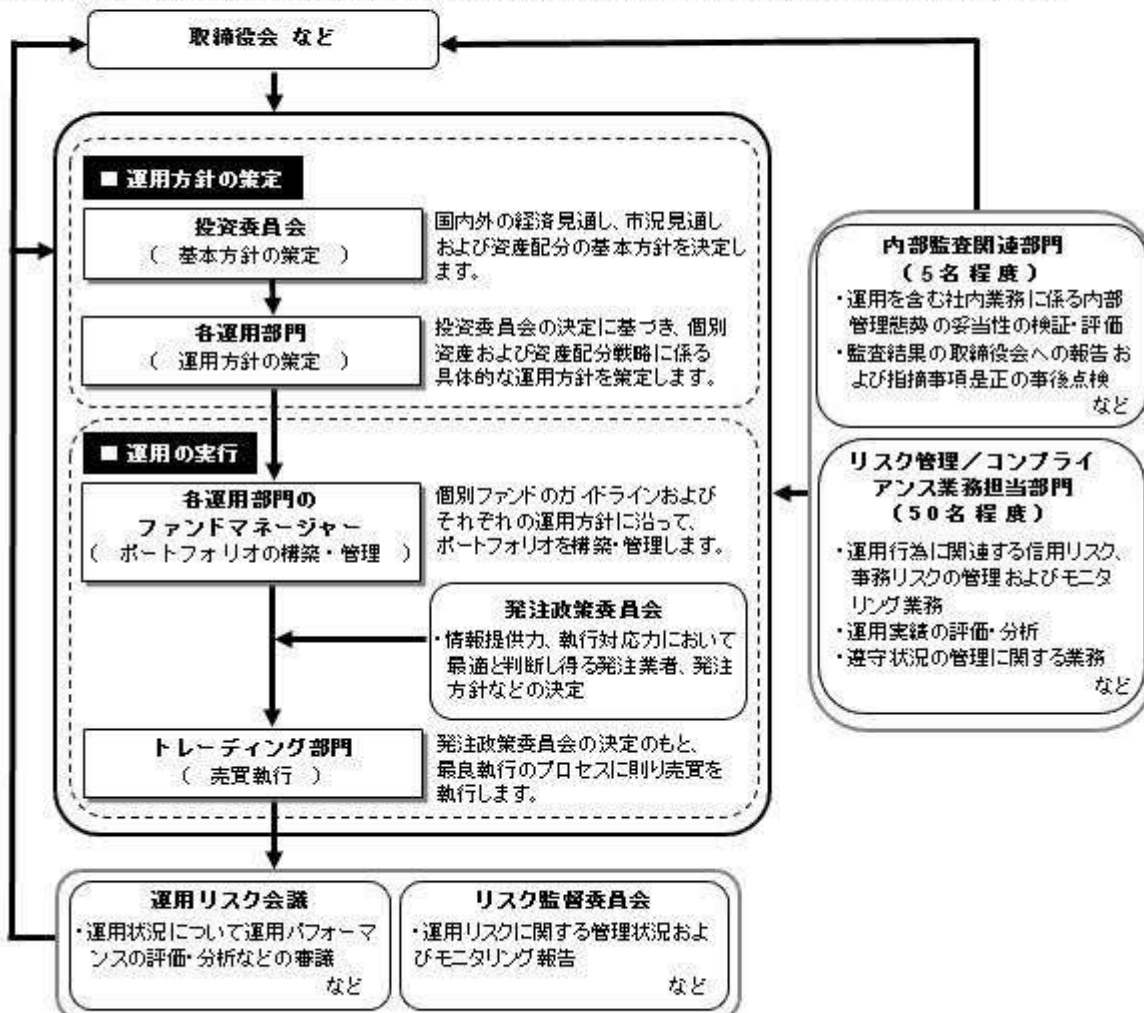 取締役会 など
■ 運用方針の策定
投資委員会
（ 基本方針の策定 ）
国内外の経済見通し、市況見通し
および資産配分の基本方針を決定し
ます。
各運用部門
（ 運用方針の策定 ）
投資委員会の決定に基づき、個別
資産および資産配分戦略に係る
具体的な運用方針を策定します。
■ 運用の実行
各運用部門の
ファンドマネージャー
（ ポートフォリオの構築・管理 ）
個別ファンドのガイドラインおよび
それぞれの運用方針に沿って、
ポートフォリオを構築・管理します。
発注政策委員会
・情報提供力、執行対応力において
最適と判断し得る発注業者、発注
方針などの決定
トレーディング部門
（ 売買執行 ）
発注政策委員会の決定のもと、
最良執行のプロセスに則り売買を
執行します。
内部監査関連部門
（5名程度）
・運用を含む社内業務に係る内部
管理態勢の妥当性の検証・評価
・監査結果の取締役会への報告お
よび指摘事項是正の事後点検
など
リスク管理／コンプライ
アンス業務担当部門
（50名程度）
・運用行為に関連する信用リスク、
事務リスクの管理およびモニタ
リング業務
・運用実績の評価・分析
・遵守状況の管理に関する業務
など
運用リスク会議
・運用状況について運用パフォーマ
ンスの評価・分析などの審議
など
リスク監督委員会
・運用リスクに関する管理状況およ
びモニタリング報告
など